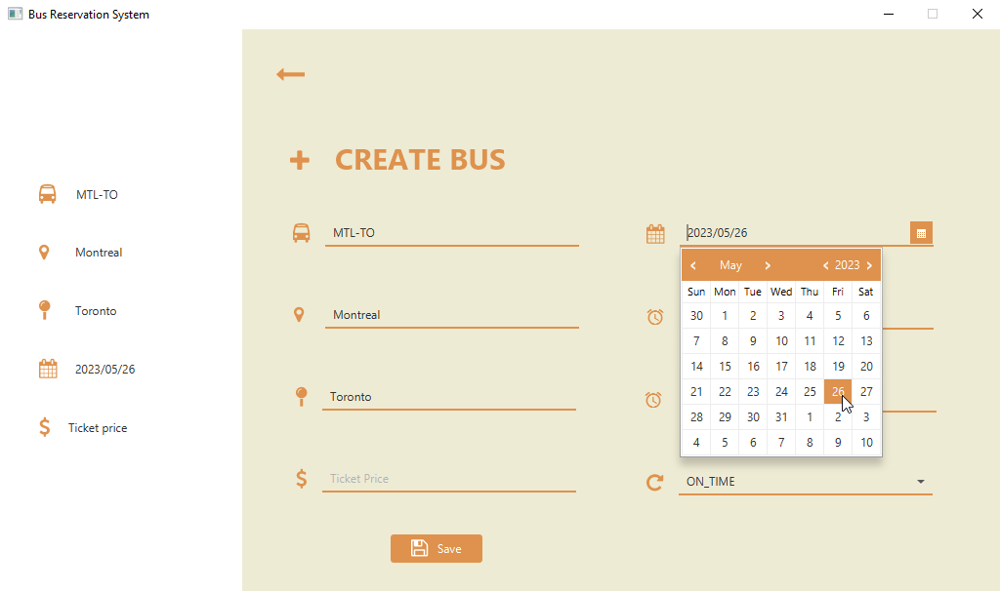 Bus Reservation System
MTL-TO
Montreal
Toronto
2023/05/26
Ticket price
CREATE BUS
MTL-TO
Montreal
Toronto
Ticket Price
Save
2023/05/26
May 2023
Sun Mon Tue Wed Thu Fri Sat
30 1 2 3 4 5 6
7 8 9 10 11 12 13
14 15 16 17 18 19 20
21 22 23 24 25 26 27
28 29 30 31 1 2 3
4 5 6 7 8 9 10
ON_TIME